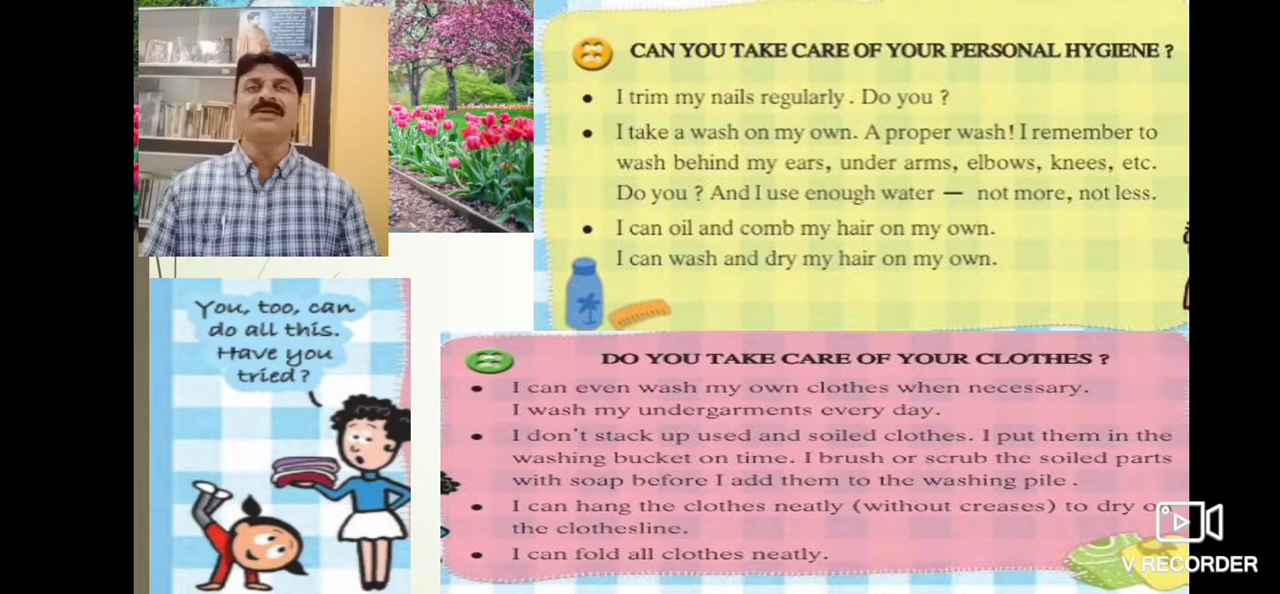 CAN YOU TAKE CARE OF YOUR PERSONAL HYGIENE ?
I trim my nails regularly . Do you ?
I take a wash on my own. A proper wash! I remember to
wash behind my ears, under arms, elbows, knees, etc.
Do you ? And I use enough water — not more, not less.
I can oil and comb my hair on my own.
I can wash and dry my hair on my own.
You, too, can
do all this.
Have you
tried ?
DO YOU TAKE CARE OF YOUR CLOTHES ?
I can even wash my own clothes when necessary.
I wash my undergarments every day.
I don't stack up used and soiled clothes. I put them in the
washing bucket on time. I brush or scrub the soiled parts
with soap before I add them to the washing pile .
I can hang the clothes neatly (without creases) to dry
the clothesline.
I can fold all clothes neatly.
V RECORDER